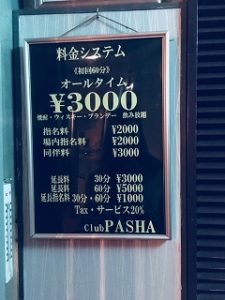 料金システム
《初回60分》
オールタイム
¥3000
焼酎・ウィスキー・ブランデー 飲み放題
指名料 ¥2000
場内指名料 ¥2000
同伴料 ¥3000
延長料 30分 ¥3000
延長料 60分 ¥5000
延長指名料 30分・60分 ¥1000
Tax・サービス20%
Club PASHA